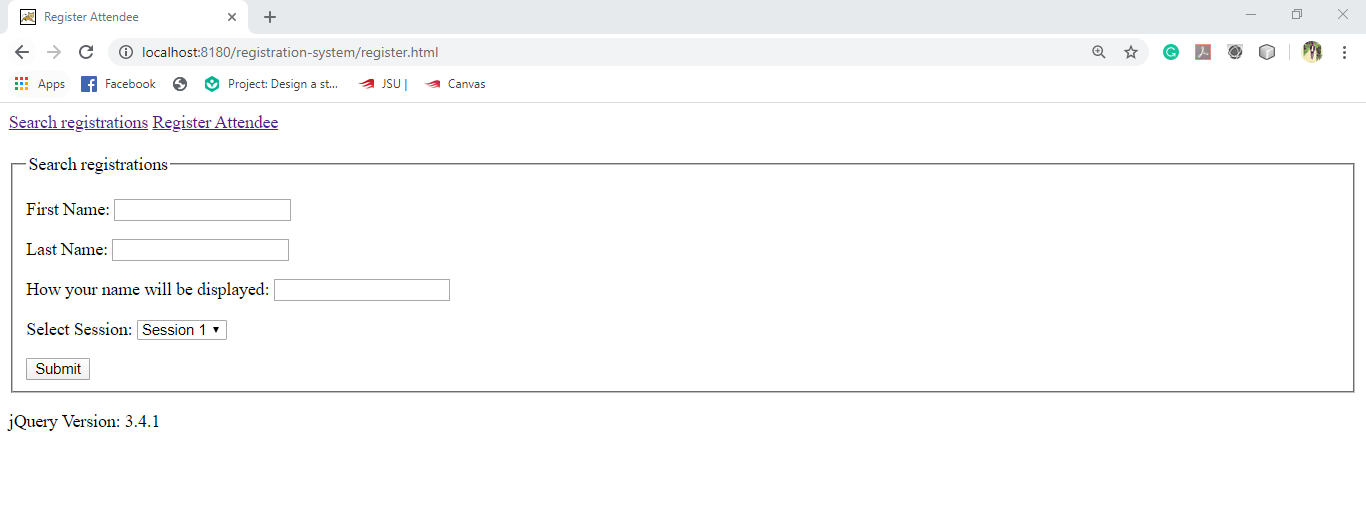 Register Attendee
localhost:8180/registration-system/register.html
Apps Facebook Project: Design a st... JSU | Canvas
Search registrations Register Attendee
Search registrations
First Name:
Last Name:
How your name will be displayed:
Select Session: Session 1
Submit
jQuery Version: 3.4.1